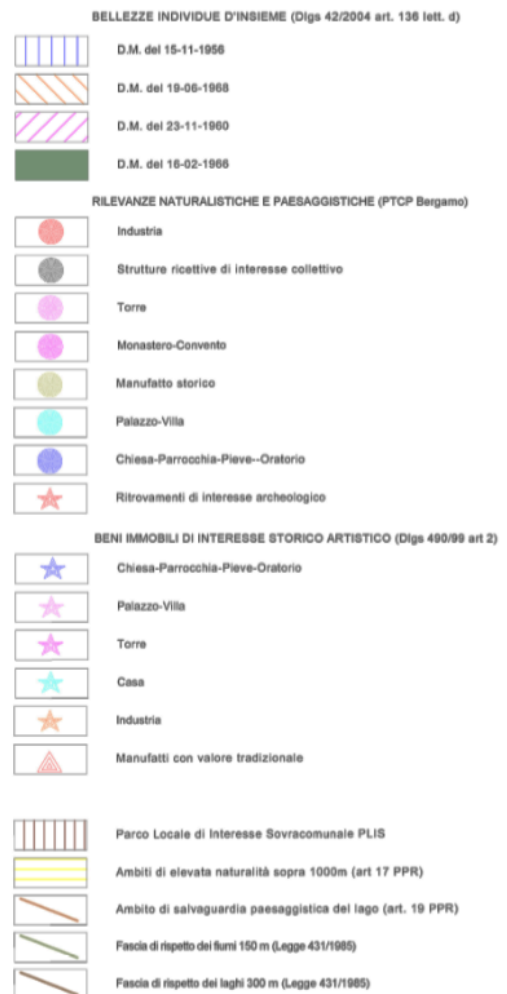 BELLEZZE INDIVIDUE D'INSIEME (Dlgs 42/2004 art. 136 lett. d)
D.M. del 15-11-1956
D.M. del 19-06-1968
D.M. del 23-11-1960
D.M. del 16-02-1966
RILEVANZE NATURALISTICHE E PAESAGGISTICHE (PTCP Bergamo)
Industria
Strutture ricettive di interesse collettivo
Torre
Monastero-Convento
Manufatto storico
Palazzo-Villa
Chiesa-Parrocchia-Pieve--Oratorio
Ritrovamenti di interesse archeologico
BENI IMMOBILI DI INTERESSE STORICO ARTISTICO (Dlgs 490/99 art 2)
Chiesa-Parrocchia-Pieve-Oratorio
Palazzo-Villa
Torre
Casa
Industria
Manufatti con valore tradizionale
Parco Locale di Interesse Sovracomunale PLIS
Ambiti di elevata naturalità sopra 1000m (art 17 PPR)
Ambito di salvaguardia paesaggistica del lago (art. 19 PPR)
Fascia di rispetto dei fiumi 150 m (Legge 431/1985)
Fascia di rispetto dei laghi 300 m (Legge 431/1985)